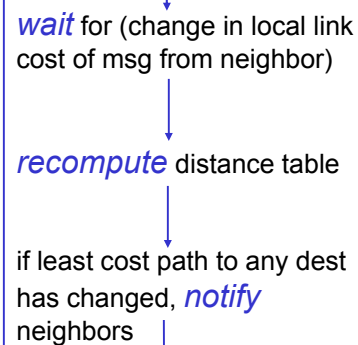 wait for (change in local link
cost of msg from neighbor)
recompute distance table
if least cost path to any dest
has changed, notify
neighbors